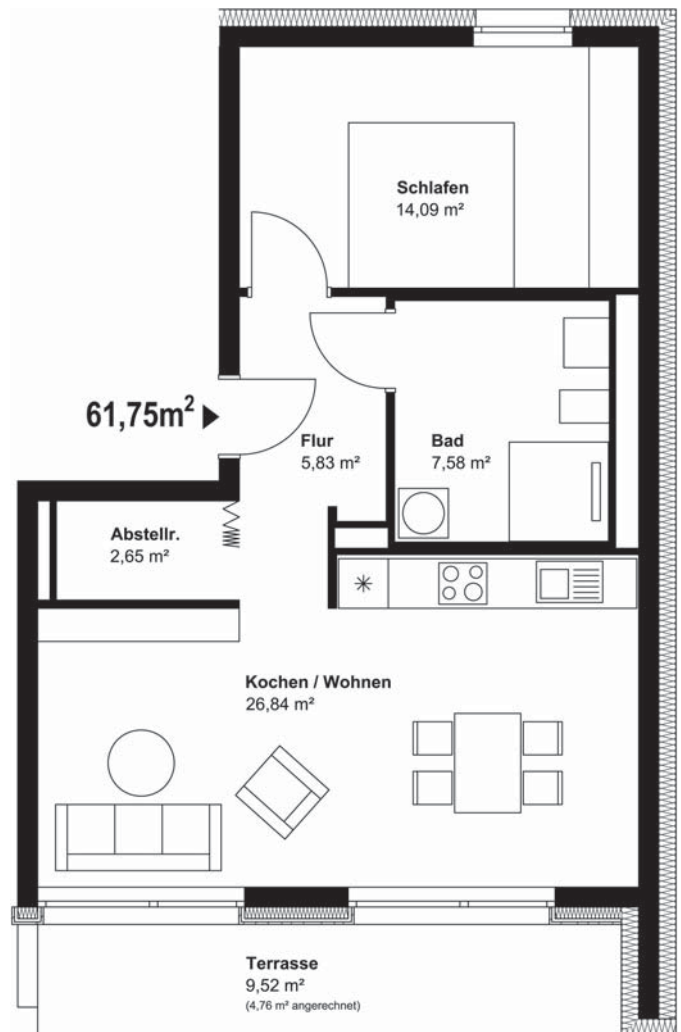 Schlafen
14,09 m²
61,75m²
Flur
5,83 m²
Bad
7,58 m²
Abstellr.
2,65 m²
Kochen / Wohnen
26,84 m²
Terrasse
9,52 m²
(4,76 m² angerechnet)